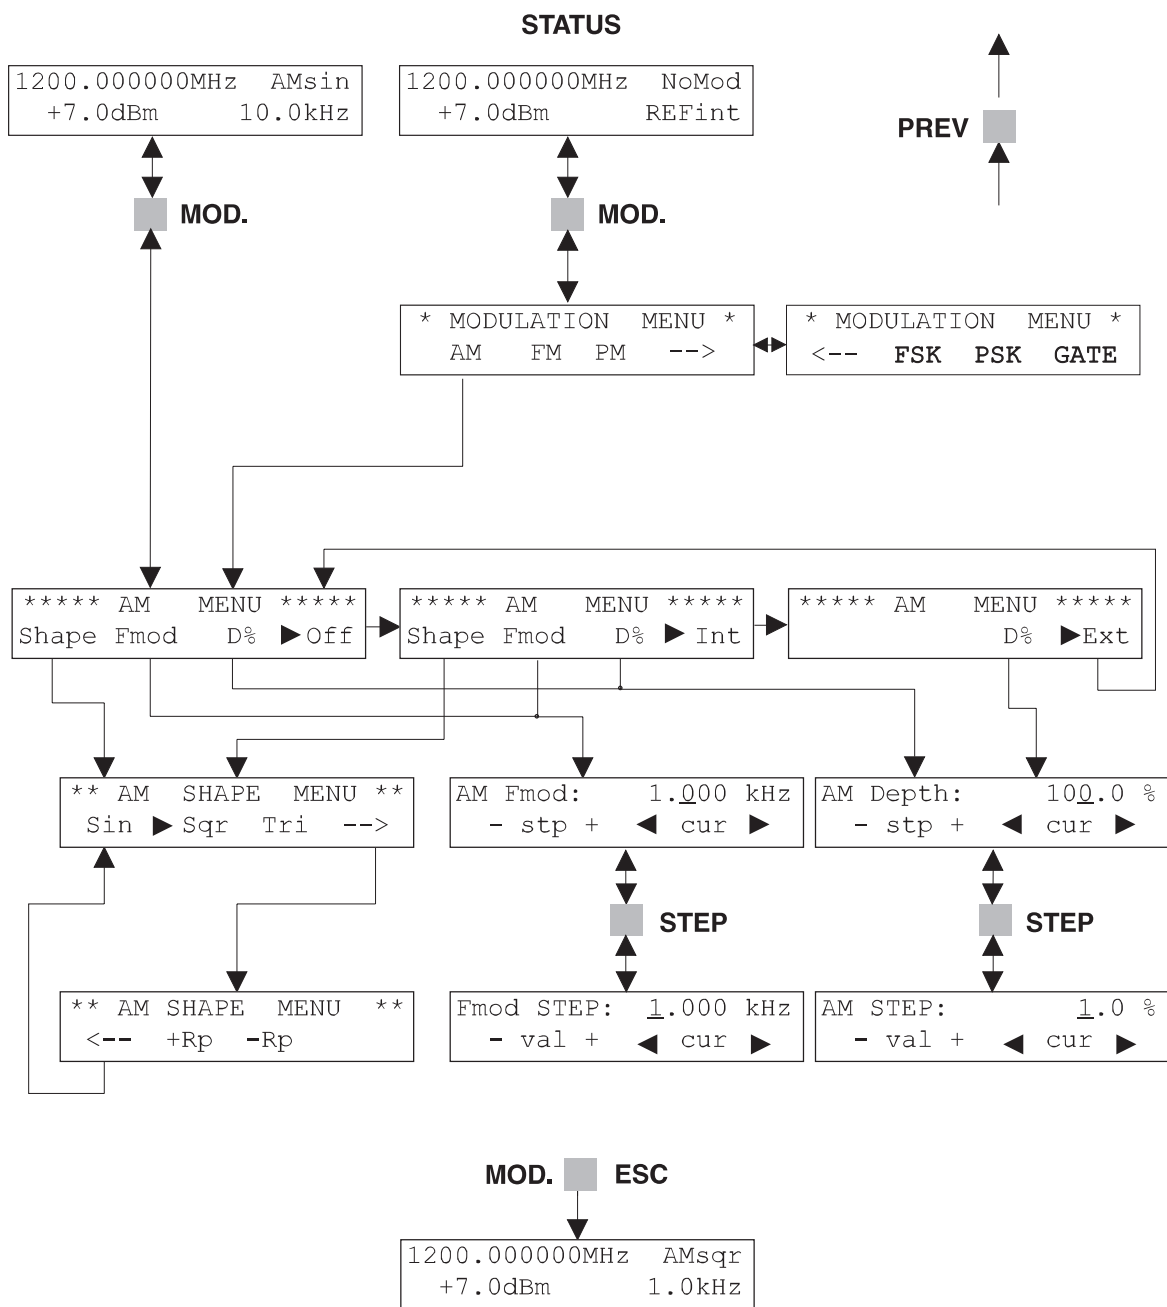 STATUS
1200.000000MHz AMsin
+7.0dBm 10.0kHz
1200.000000MHz NoMod
+7.0dBm REFint
PREV
MOD.
MOD.
* MODULATION MENU *
AM FM PM -->
* MODULATION MENU *
<-- FSK PSK GATE
***** AM MENU *****
Shape Fmod D% ▶Off
***** AM MENU *****
Shape Fmod D% ▶ Int
***** AM MENU *****
D% ▶Ext
** AM SHAPE MENU **
Sin ▶ Sqr Tri -->
AM Fmod: 1.000 kHz
- stp + ◀ cur ▶
AM Depth: 100.0 %
- stp + ◀ cur ▶
STEP
STEP
** AM SHAPE MENU **
<-- +Rp -Rp
Fmod STEP: 1.000 kHz
- val + ◀ cur ▶
AM STEP: 1.0 %
- val + ◀ cur ▶
MOD. ESC
1200.000000MHz AMsqr
+7.0dBm 1.0kHz